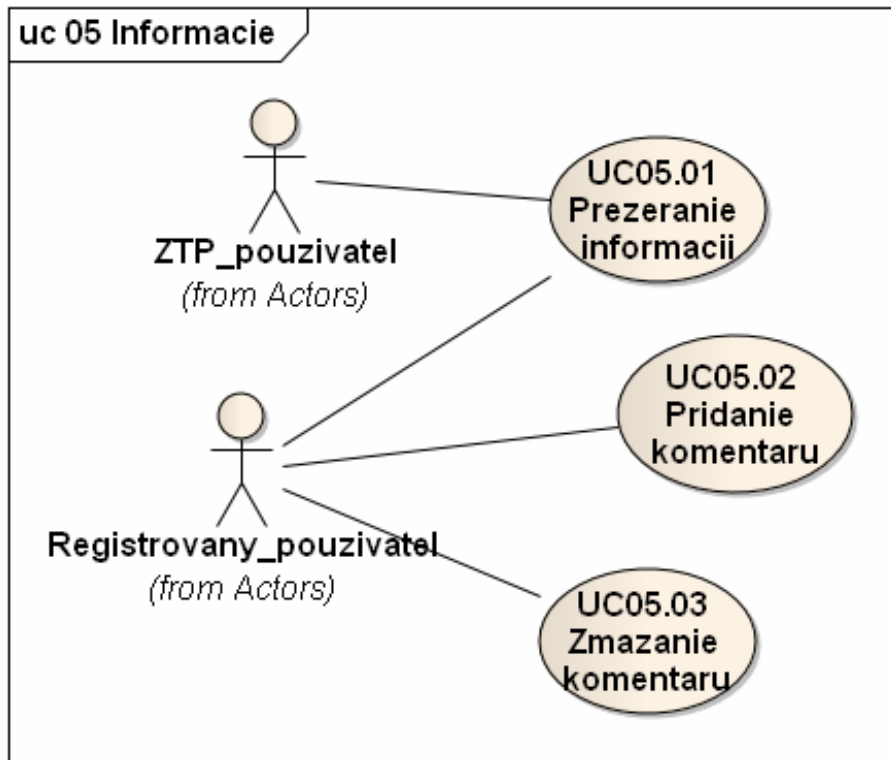 uc 05 Informacie
UC05.01
Prezeranie
informacii
ZTP_pouzivatel
(from Actors)
UC05.02
Pridanie
komentaru
Registrovany_pouzivatel
(from Actors)
UC05.03
Zmazanie
komentaru